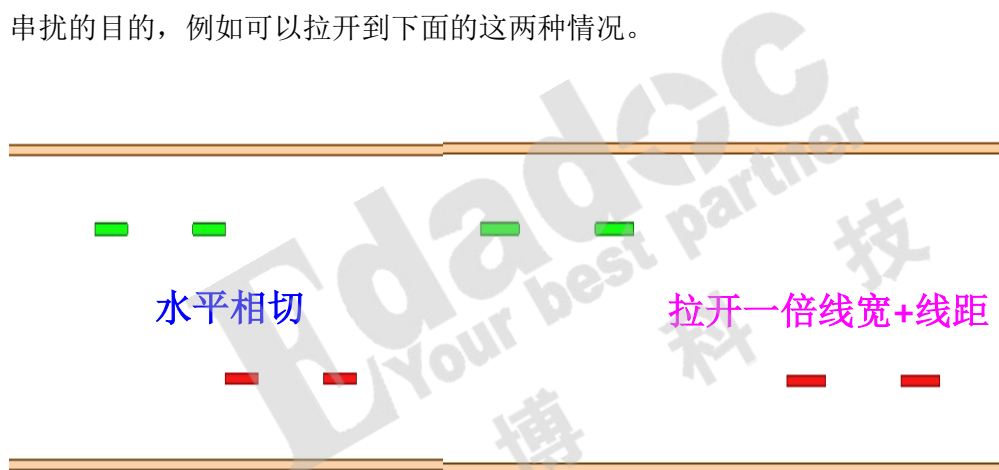 串扰的目的，例如可以拉开到下面的这两种情况。
Edadoc
Your best partner
博科技
水平相切
拉开一倍线宽+线距